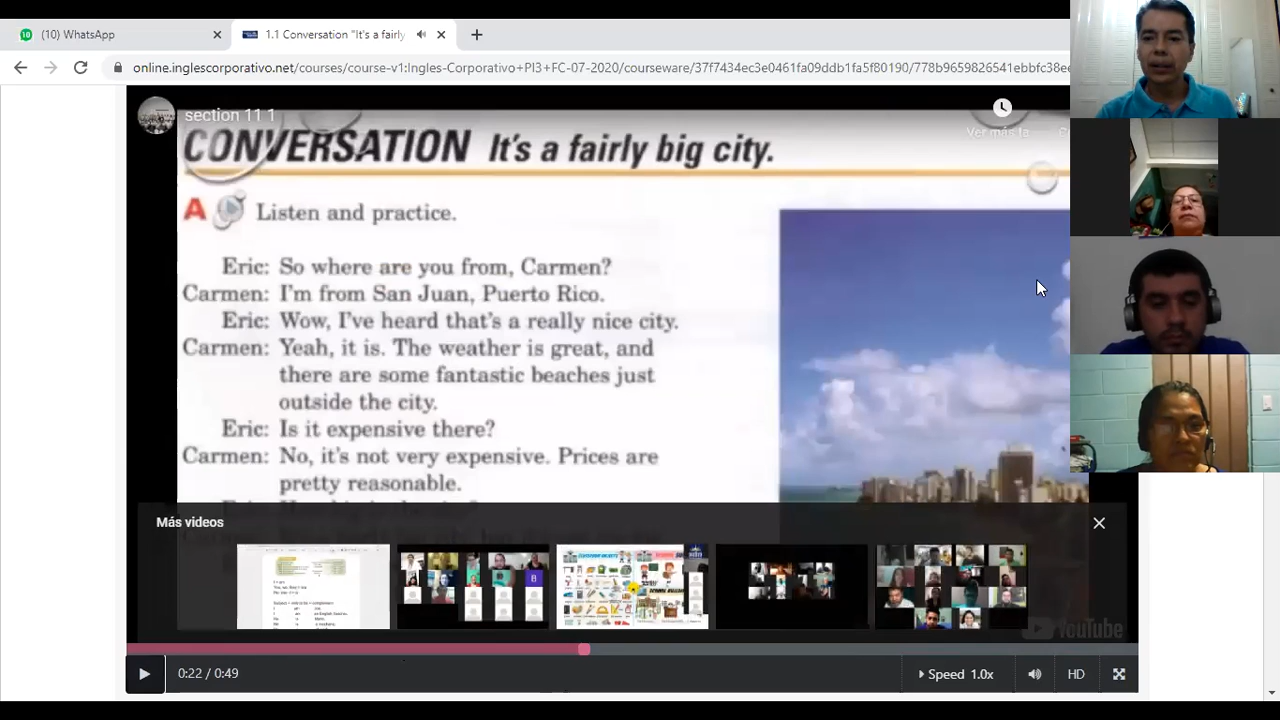 (10) WhatsApp
1.1 Conversation "It's a fairly
online.inglescorporativo.net/courses/course-v1:Ingles-Corporativo+PI3+FC-07-2020/courseware/37f7434ec3e0461fa09ddb1fa5f80190/778b9659826541ebbfc38ee
section 11 1
Ver más ta
CONVERSATION It's a fairly big city.
A Listen and practice.
Eric: So where are you from, Carmen?
Carmen: I'm from San Juan, Puerto Rico.
Eric: Wow, I've heard that's a really nice city.
Carmen: Yeah, it is. The weather is great, and
there are some fantastic beaches just
outside the city.
Eric: Is it expensive there?
Carmen: No, it's not very expensive. Prices are
pretty reasonable.
Más videos
YouTube
0:22 / 0:49
Speed 1.0x
HD